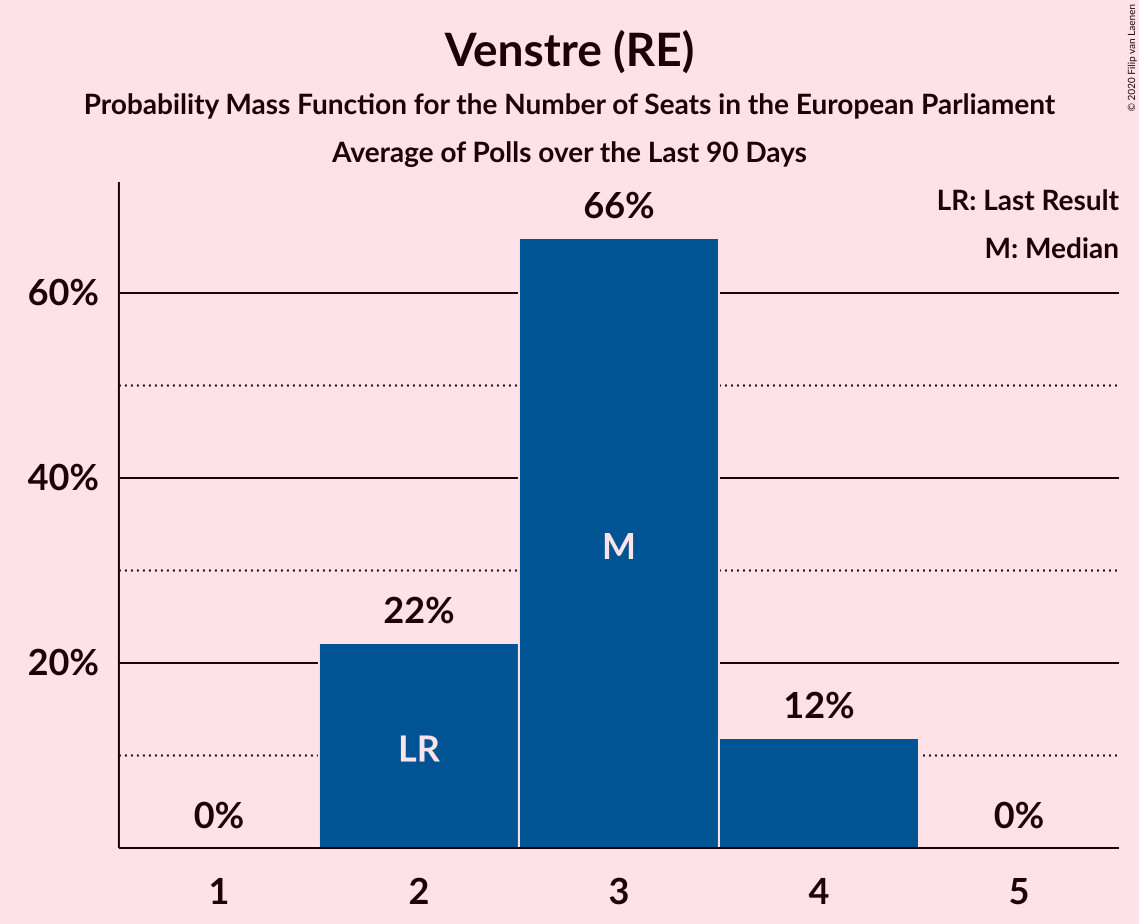 Venstre (RE)
Probability Mass Function for the Number of Seats in the European Parliament
Average of Polls over the Last 90 Days
© 2020 Filip van Laenen
LR: Last Result
M: Median
66%
60%
40%
M
22%
20%
12%
LR
0%
0%
1 2 3 4 5